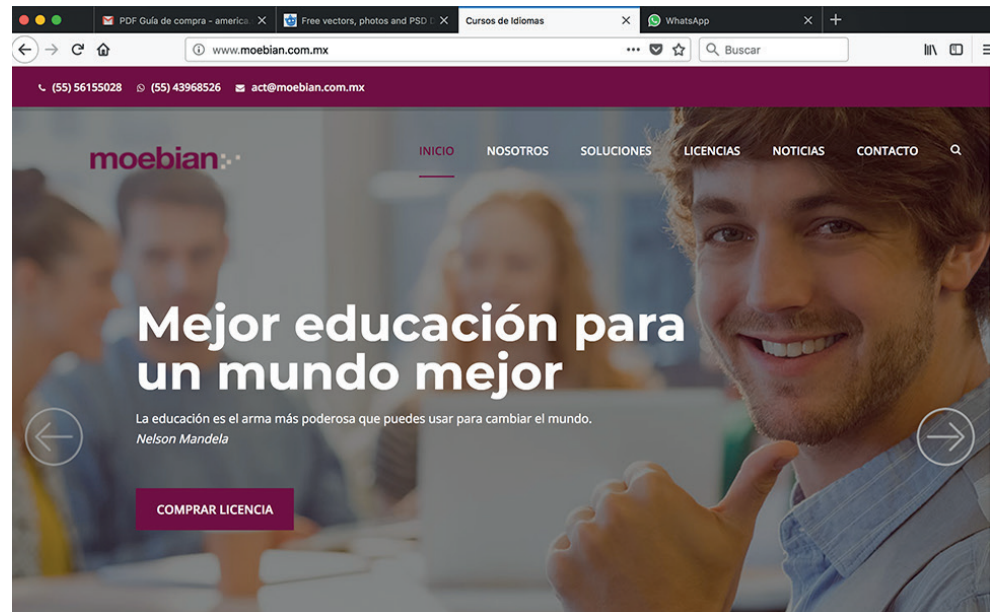 PDF Guía de compra - america.
Free vectors, photos and PSD D
Cursos de Idiomas
WhatsApp
www.moebian.com.mx
Buscar
(55) 56155028 (55) 43968526 act@moebian.com.mx
moebian
INICIO NOSOTROS SOLUCIONES LICENCIAS NOTICIAS CONTACTO
Mejor educación para
un mundo mejor
La educación es el arma más poderosa que puedes usar para cambiar el mundo.
Nelson Mandela
COMPRAR LICENCIA